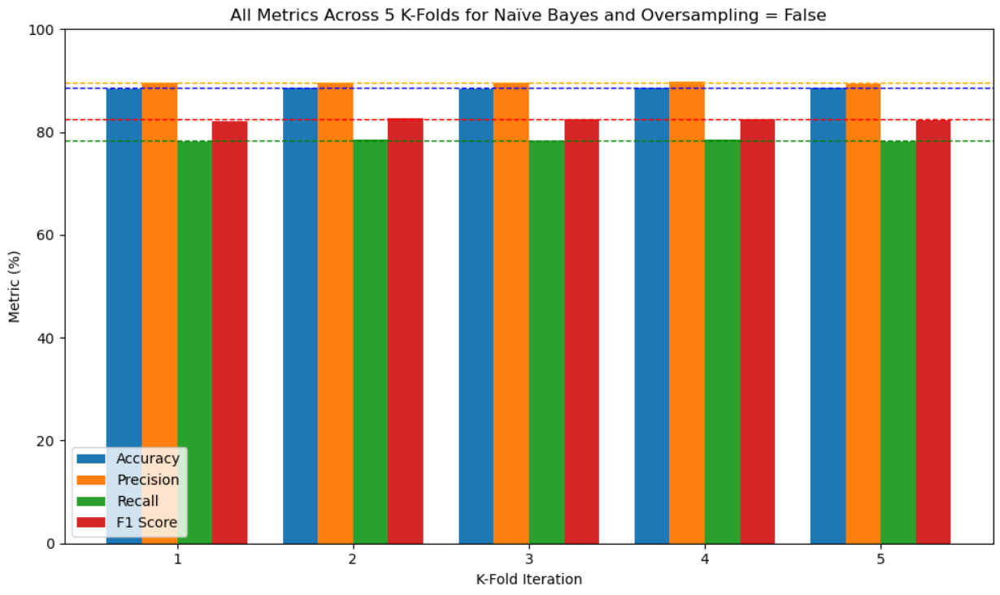 All Metrics Across 5 K-Folds for Naïve Bayes and Oversampling = False
Metric (%)
100
80
60
40
20
0
Accuracy
Precision
Recall
F1 Score
1 2 3 4 5
K-Fold Iteration